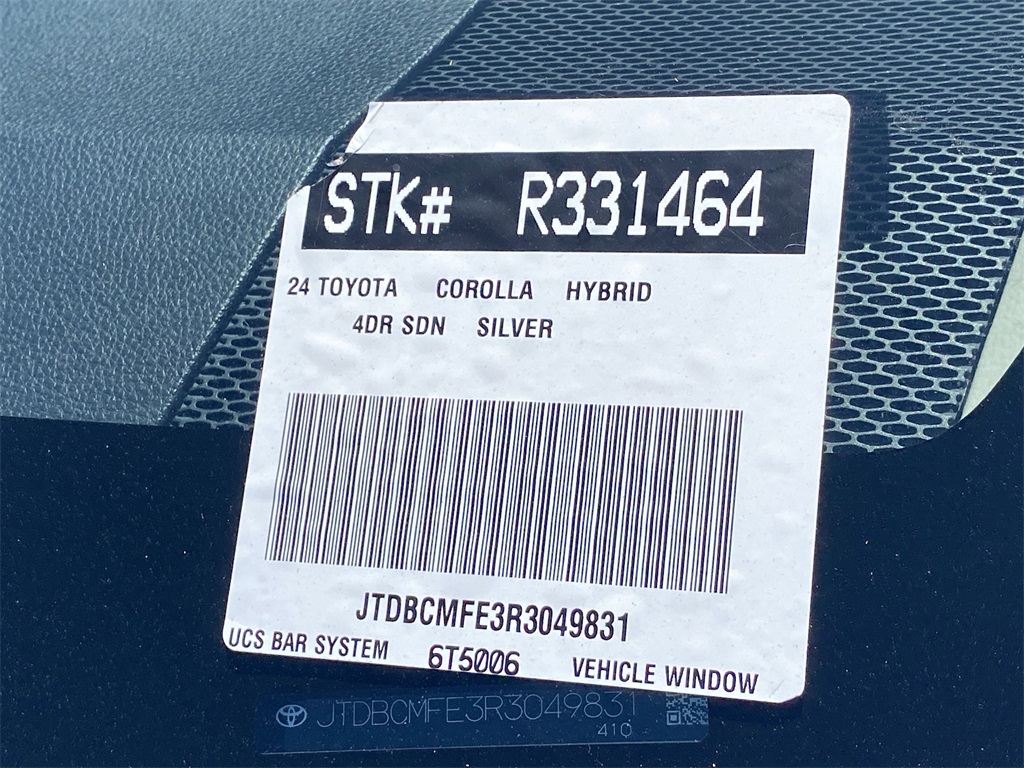 STK# R331464
24 TOYOTA COROLLA HYBRID
4DR SDN SILVER
JTDBCMFE3R3049831
UCS BAR SYSTEM 6T5006 VEHICLE WINDOW
JTDBCMFE3R3049831
410